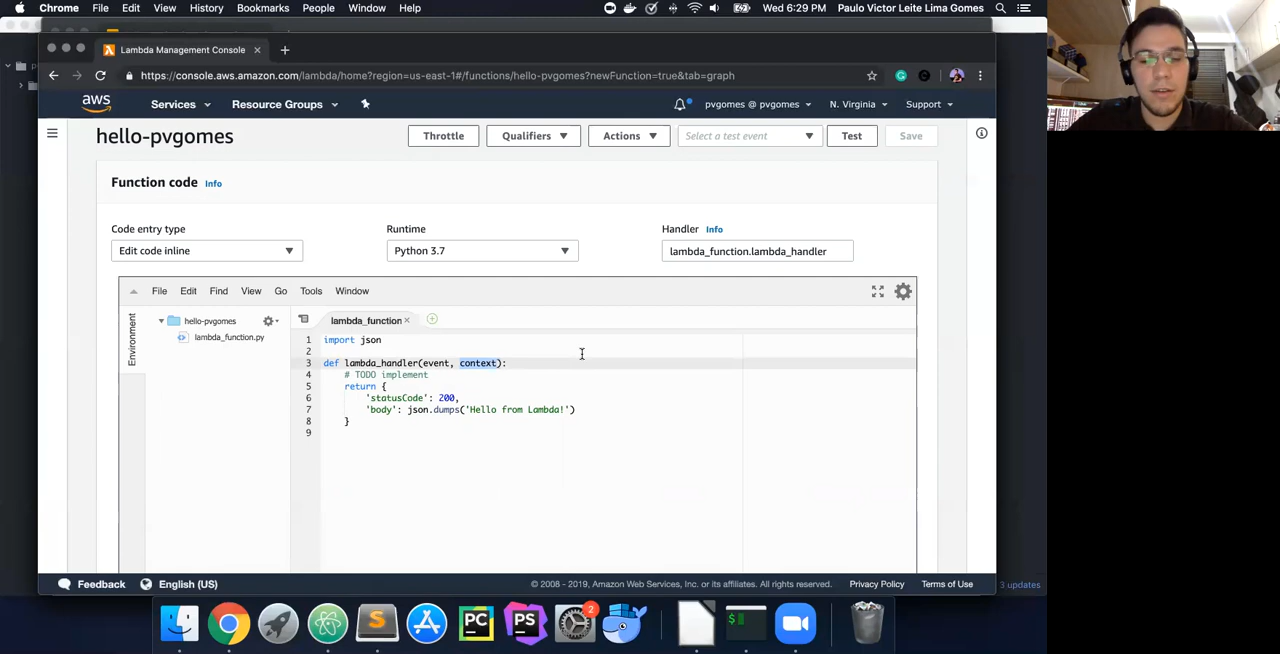 Chrome File Edit View History Bookmarks People Window Help Wed 6:29 PM Paulo Victor Leite Lima Gomes
Lambda Management Console
https://console.aws.amazon.com/lambda/home?region=us-east-1#/functions/hello-pvgomes?newFunction=true&tab=graph
aws Services Resource Groups pvgomes @ pvgomes N. Virginia Support
hello-pvgomes Throttle Qualifiers Actions Select a test event Test Save
Function code Info
Code entry type Runtime Handler Info
Edit code inline Python 3.7 lambda_function.lambda_handler
File Edit Find View Go Tools Window
Environment
hello-pvgomes
lambda_function.py
lambda_function
1 import json
2
3 def lambda_handler(event, context):
4 # TODO implement
5 return {
6 'statusCode': 200,
7 'body': json.dumps('Hello from Lambda!')
8 }
9
Feedback English (US) © 2008 - 2019, Amazon Web Services, Inc. or its affiliates. All rights reserved. Privacy Policy Terms of Use
3 updates
PC PS 2 $